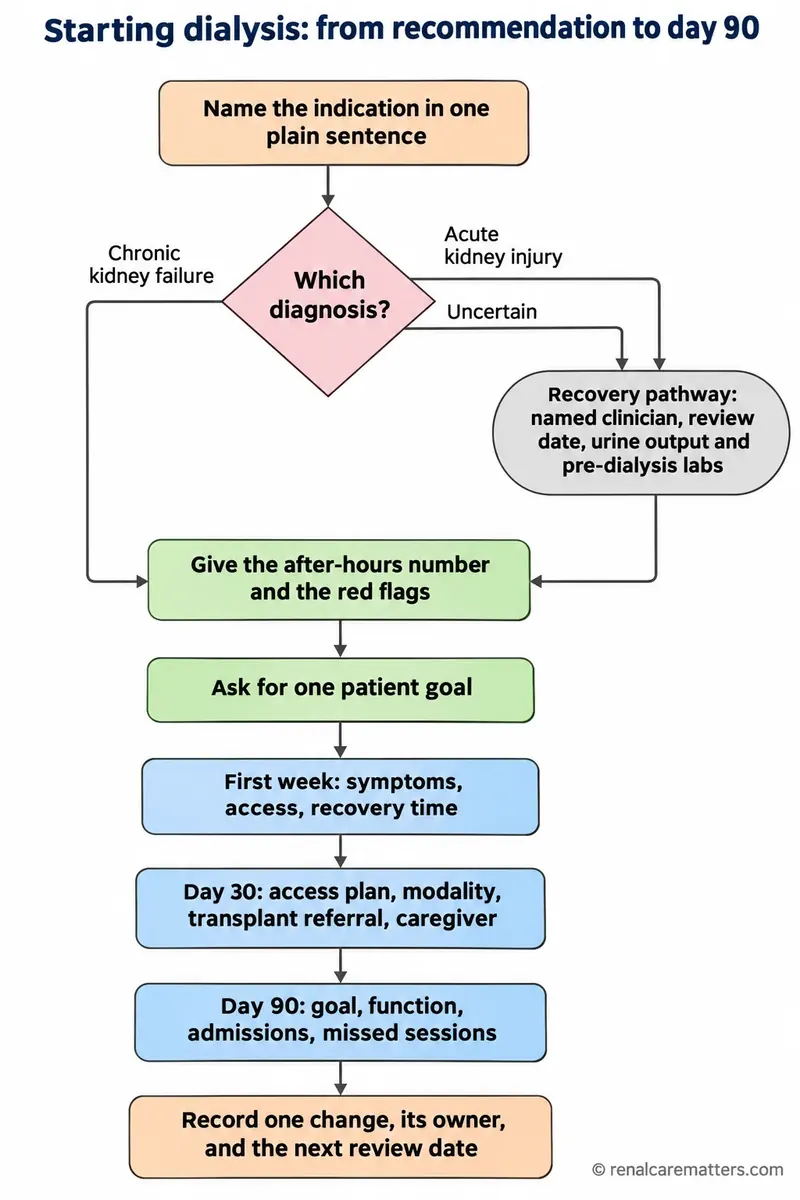 Starting dialysis: from recommendation to day 90
Name the indication in one
plain sentence
Chronic
kidney failure
Which
diagnosis?
Acute
kidney injury
Uncertain
Recovery pathway:
named clinician, review
date, urine output and
pre-dialysis labs
Give the after-hours number
and the red flags
Ask for one patient goal
First week: symptoms,
access, recovery time
Day 30: access plan, modality,
transplant referral, caregiver
Day 90: goal, function,
admissions, missed sessions
Record one change, its owner,
and the next review date
© renalcarematters.com